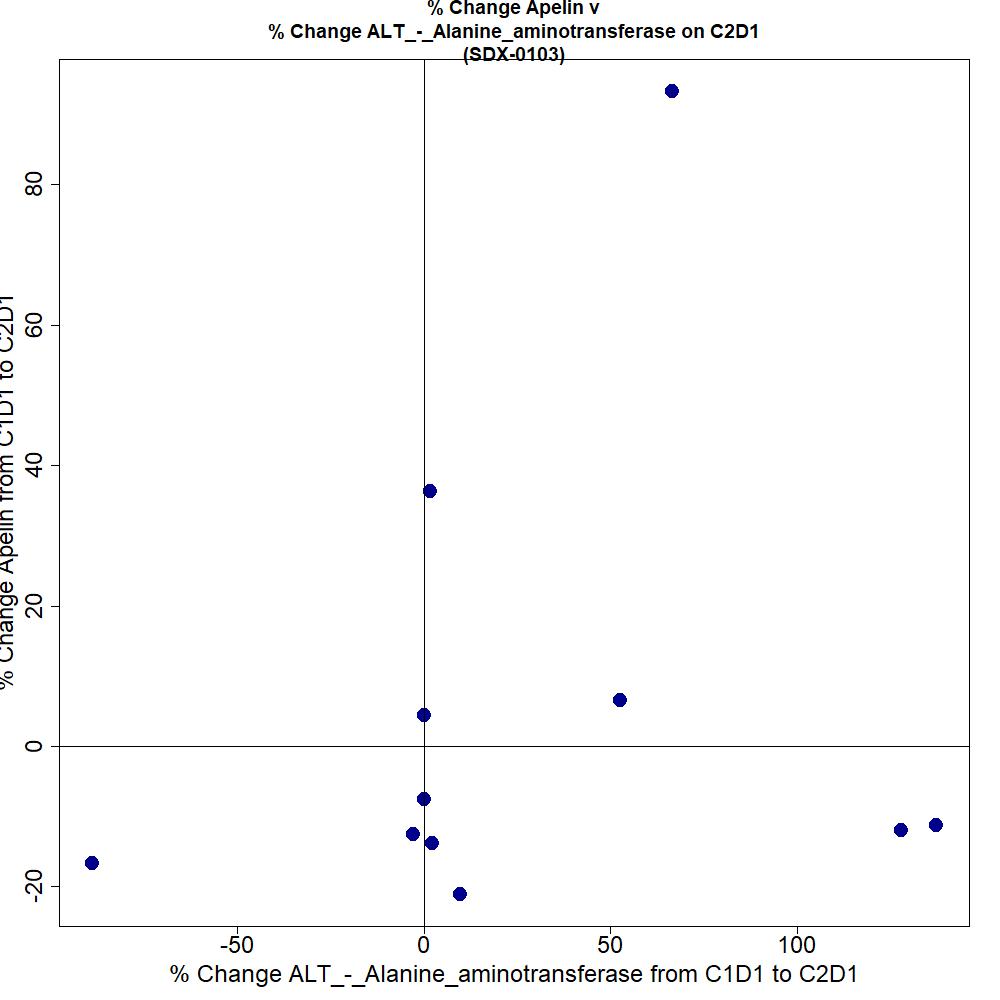 % Change Apelin v
% Change ALT_-_Alanine_aminotransferase on C2D1
(SDX-0103)
% Change Apelin from C1D1 to C2D1
80
60
40
20
0
-20
-50
0
50
100
% Change ALT_-_Alanine_aminotransferase from C1D1 to C2D1